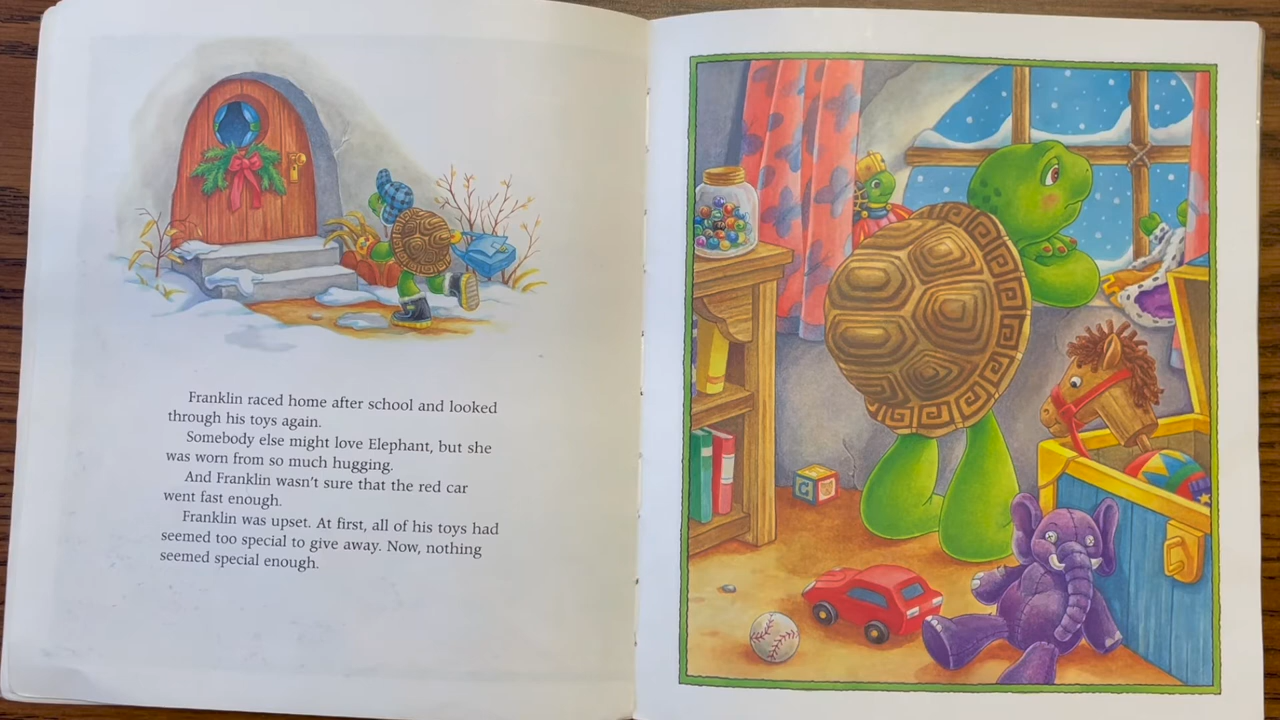 Franklin raced home after school and looked
through his toys again.
Somebody else might love Elephant, but she
was worn from so much hugging.
And Franklin wasn't sure that the red car
went fast enough.
Franklin was upset. At first, all of his toys had
seemed too special to give away. Now, nothing
seemed special enough.
C